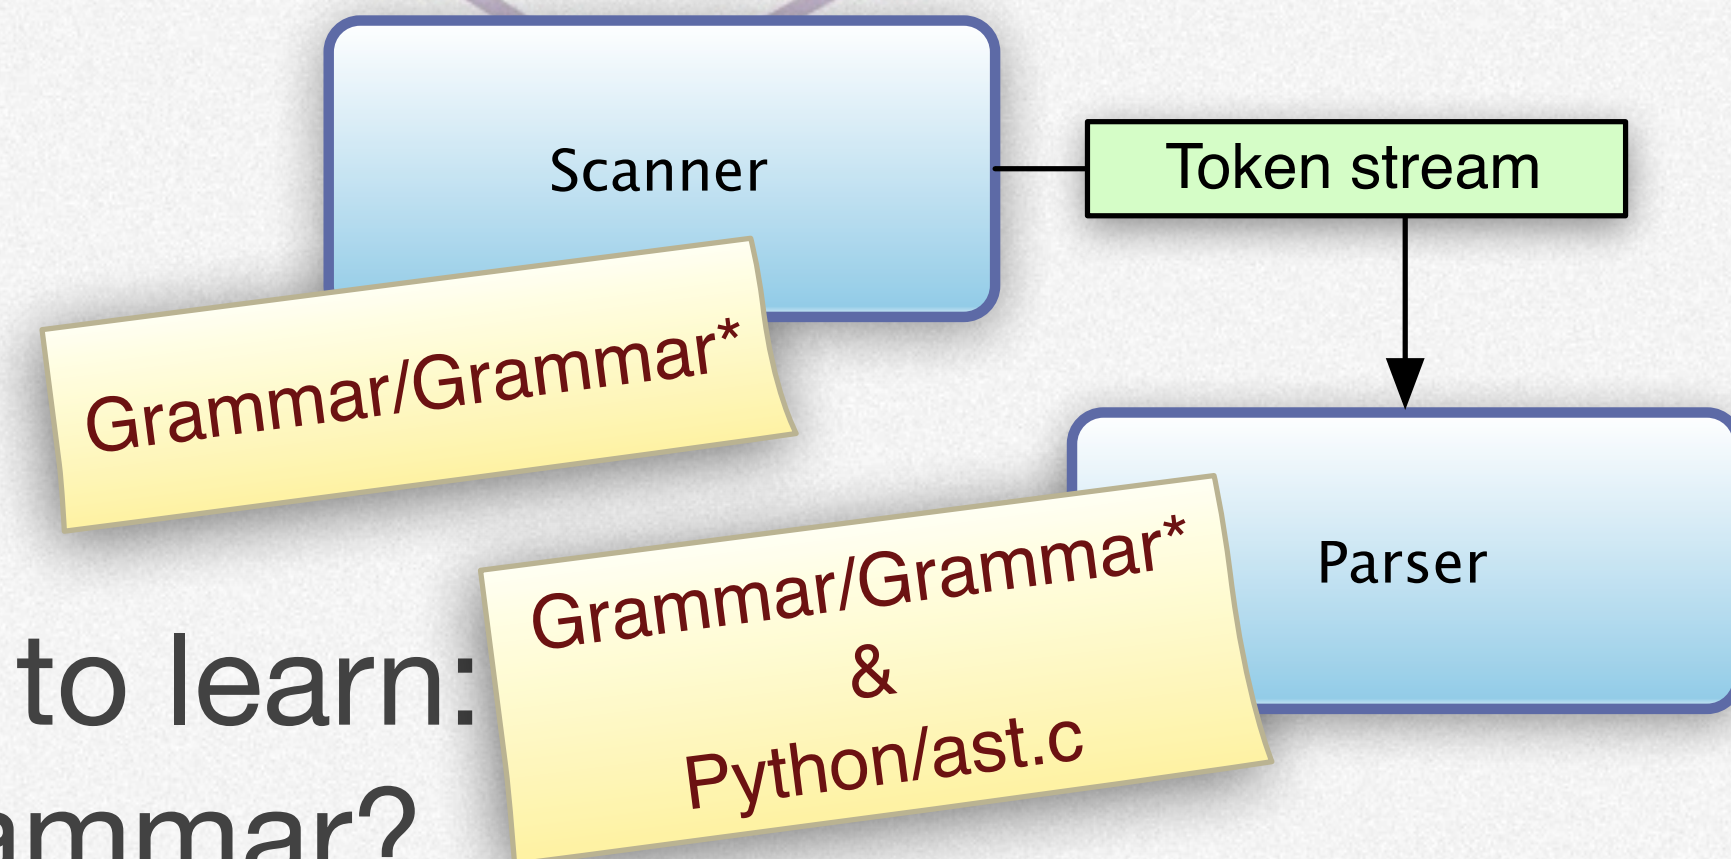 Scanner
Token stream
Grammar/Grammar*
Parser
Grammar/Grammar*
&
Python/ast.c
to learn:
ammar?